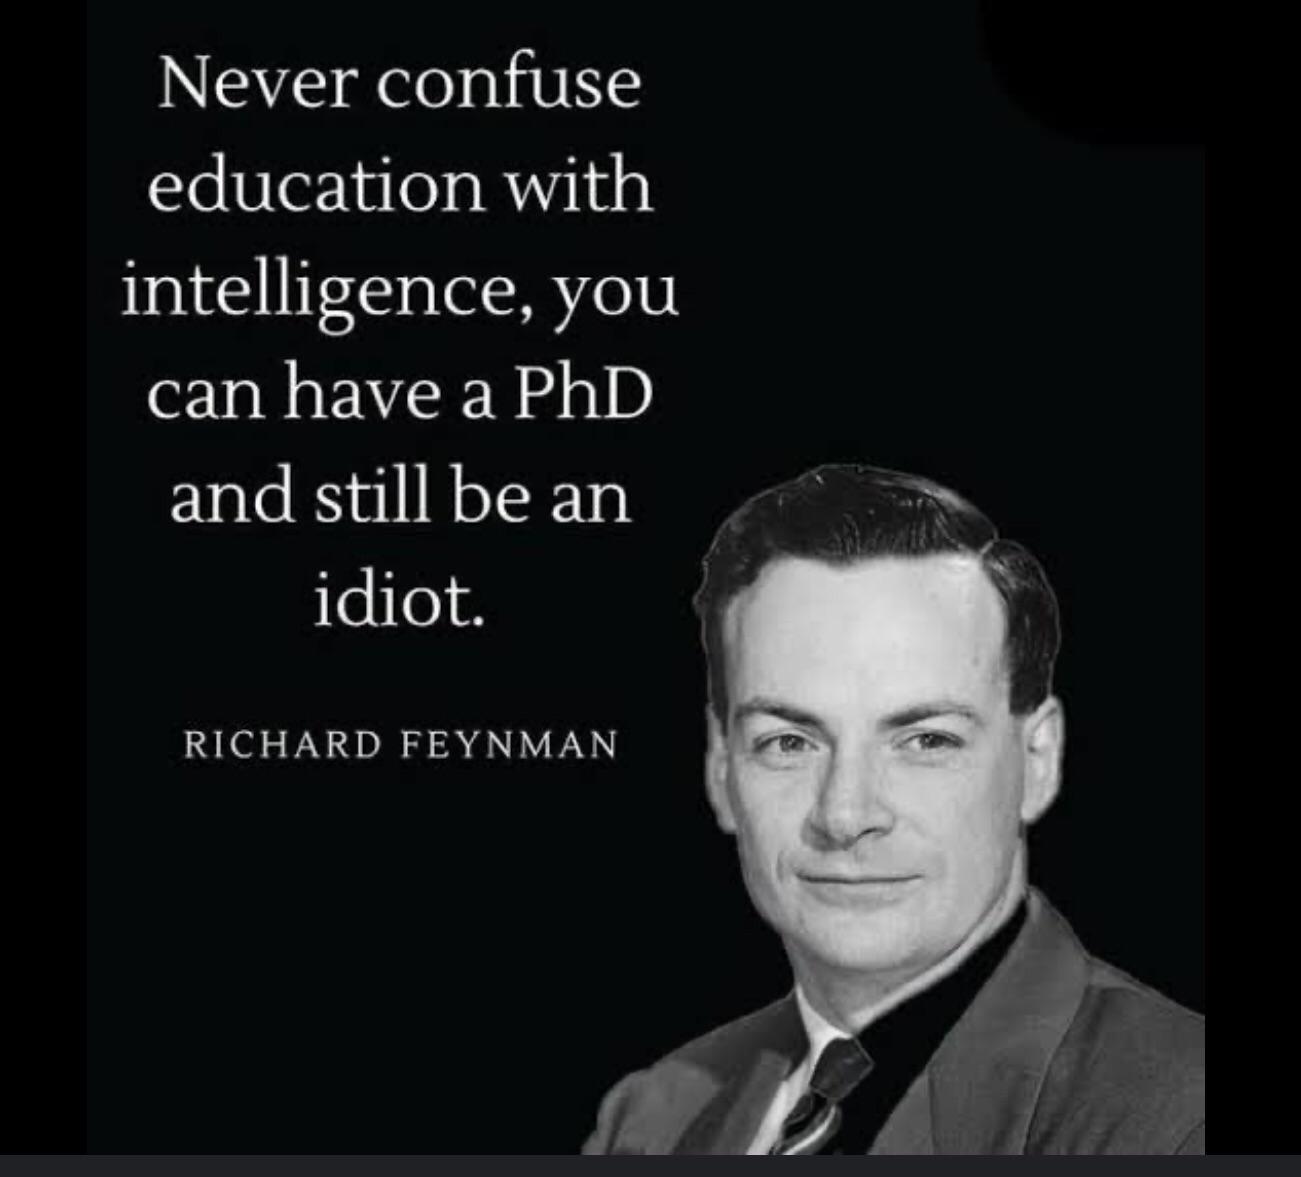 Never confuse
education with
intelligence, you
can have a PhD
and still be an
idiot.
RICHARD FEYNMAN